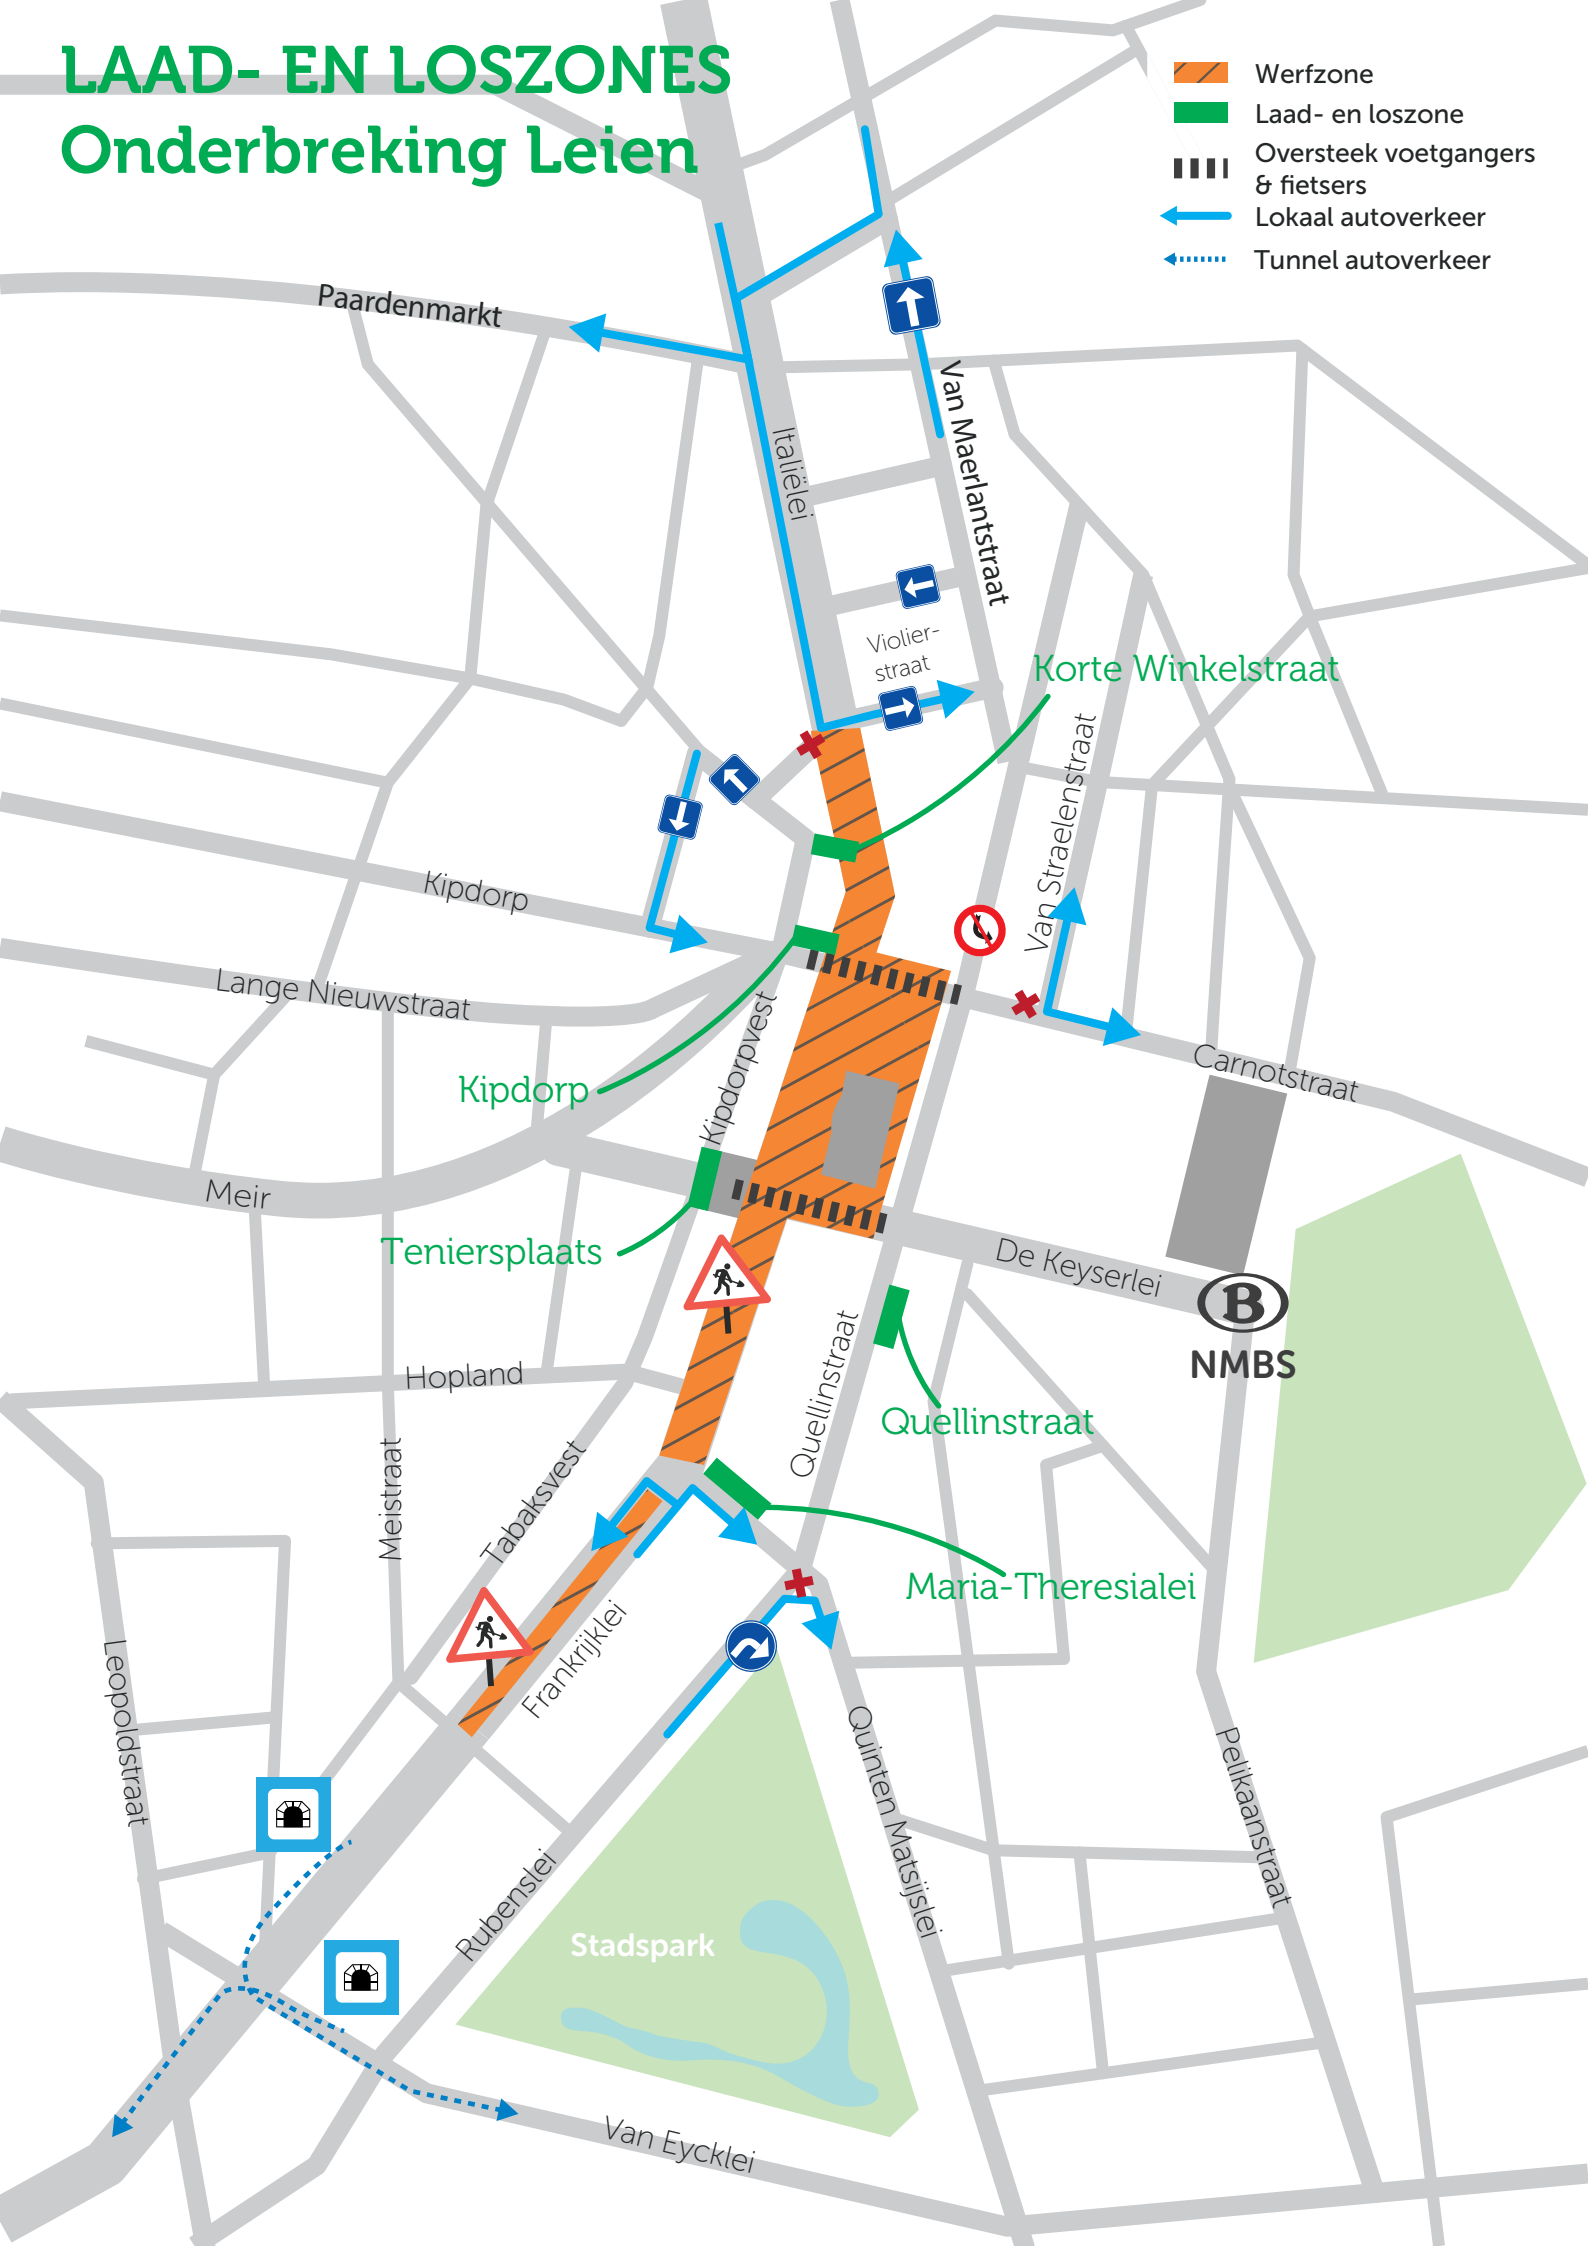 LAAD- EN LOSZONES
Onderbreking Leien
Werfzone
Laad- en loszone
Oversteek voetgangers
& fietsers
Lokaal autoverkeer
Tunnel autoverkeer
Paardenmarkt
Italiëlei
Van Maerlantstraat
Violier-
straat
Korte Winkelstraat
Van Straelenstraat
Kipdorp
Lange Nieuwstraat
Kipdorpvest
Carnotstraat
Kipdorp
Meir
Teniersplaats
De Keyserlei
B
NMBS
Hopland
Quellinstraat
Quellinstraat
Meistraat
Tabaksvest
Maria-Theresialei
Frankrijklei
Leopoldstraat
Quinten Matsijslei
Pelikaanstraat
Rubenslei
Stadspark
Van Eycklei